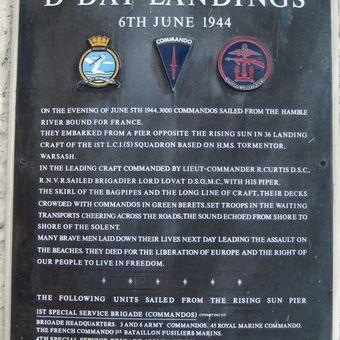 D-DAY LANDINGS
6TH JUNE 1944
COMMANDO
ON THE EVENING OF JUNE 5TH 1944, 3000 COMMANDOS SAILED FROM THE HAMBLE
RIVER BOUND FOR FRANCE.
THEY EMBARKED FROM A PIER OPPOSITE THE RISING SUN IN 36 LANDING
CRAFT OF THE 1ST L.C.I.(S) SQUADRON BASED ON H.M.S. TORMENTOR,
WARSASH.
IN THE LEADING CRAFT COMMANDED BY LIEUT-COMMANDER R.CURTIS D.S.C.,
R.N.V.R. SAILED BRIGADIER LORD LOVAT D.S.O., M.C., WITH HIS PIPER.
THE SKIRL OF THE BAGPIPES AND THE LONG LINE OF CRAFT, THEIR DECKS
CROWDED WITH COMMANDOS IN GREEN BERETS, SET TROOPS IN THE WAITING
TRANSPORTS CHEERING ACROSS THE ROADS, THE SOUND ECHOED FROM SHORE TO
SHORE OF THE SOLENT.
MANY BRAVE MEN LAID DOWN THEIR LIVES NEXT DAY LEADING THE ASSAULT ON
THE BEACHES. THEY DIED FOR THE LIBERATION OF EUROPE AND THE RIGHT OF
OUR PEOPLE TO LIVE IN FREEDOM.
THE FOLLOWING UNITS SAILED FROM THE RISING SUN PIER
1ST SPECIAL SERVICE BRIGADE (COMMANDOS) CONSISTING OF:
BRIGADE HEADQUARTERS. 3 AND 6 ARMY COMMANDOS. 45 ROYAL MARINE COMMANDO.
THE FRENCH COMMANDO 1ST BATAILLON FUSILIERS MARINS.
4TH SPECIAL SERVICE BRIGADE